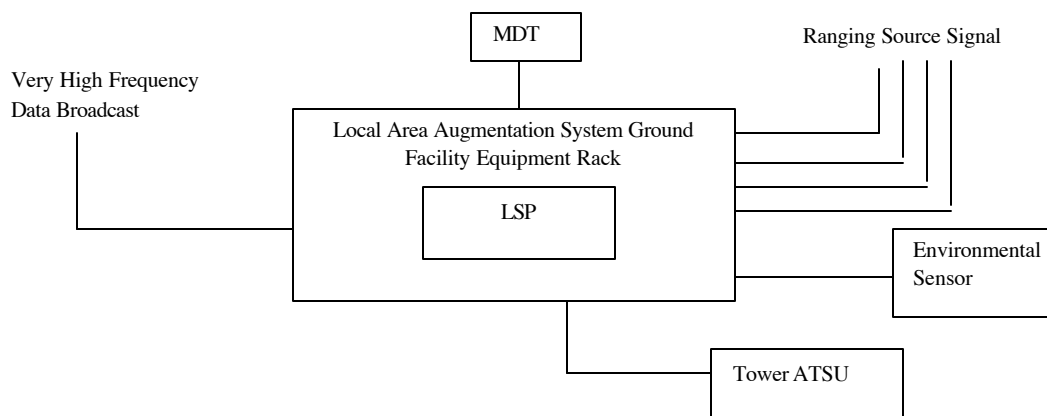 MDT
Ranging Source Signal
Very High Frequency
Data Broadcast
Local Area Augmentation System Ground
Facility Equipment Rack
LSP
Environmental
Sensor
Tower ATSU